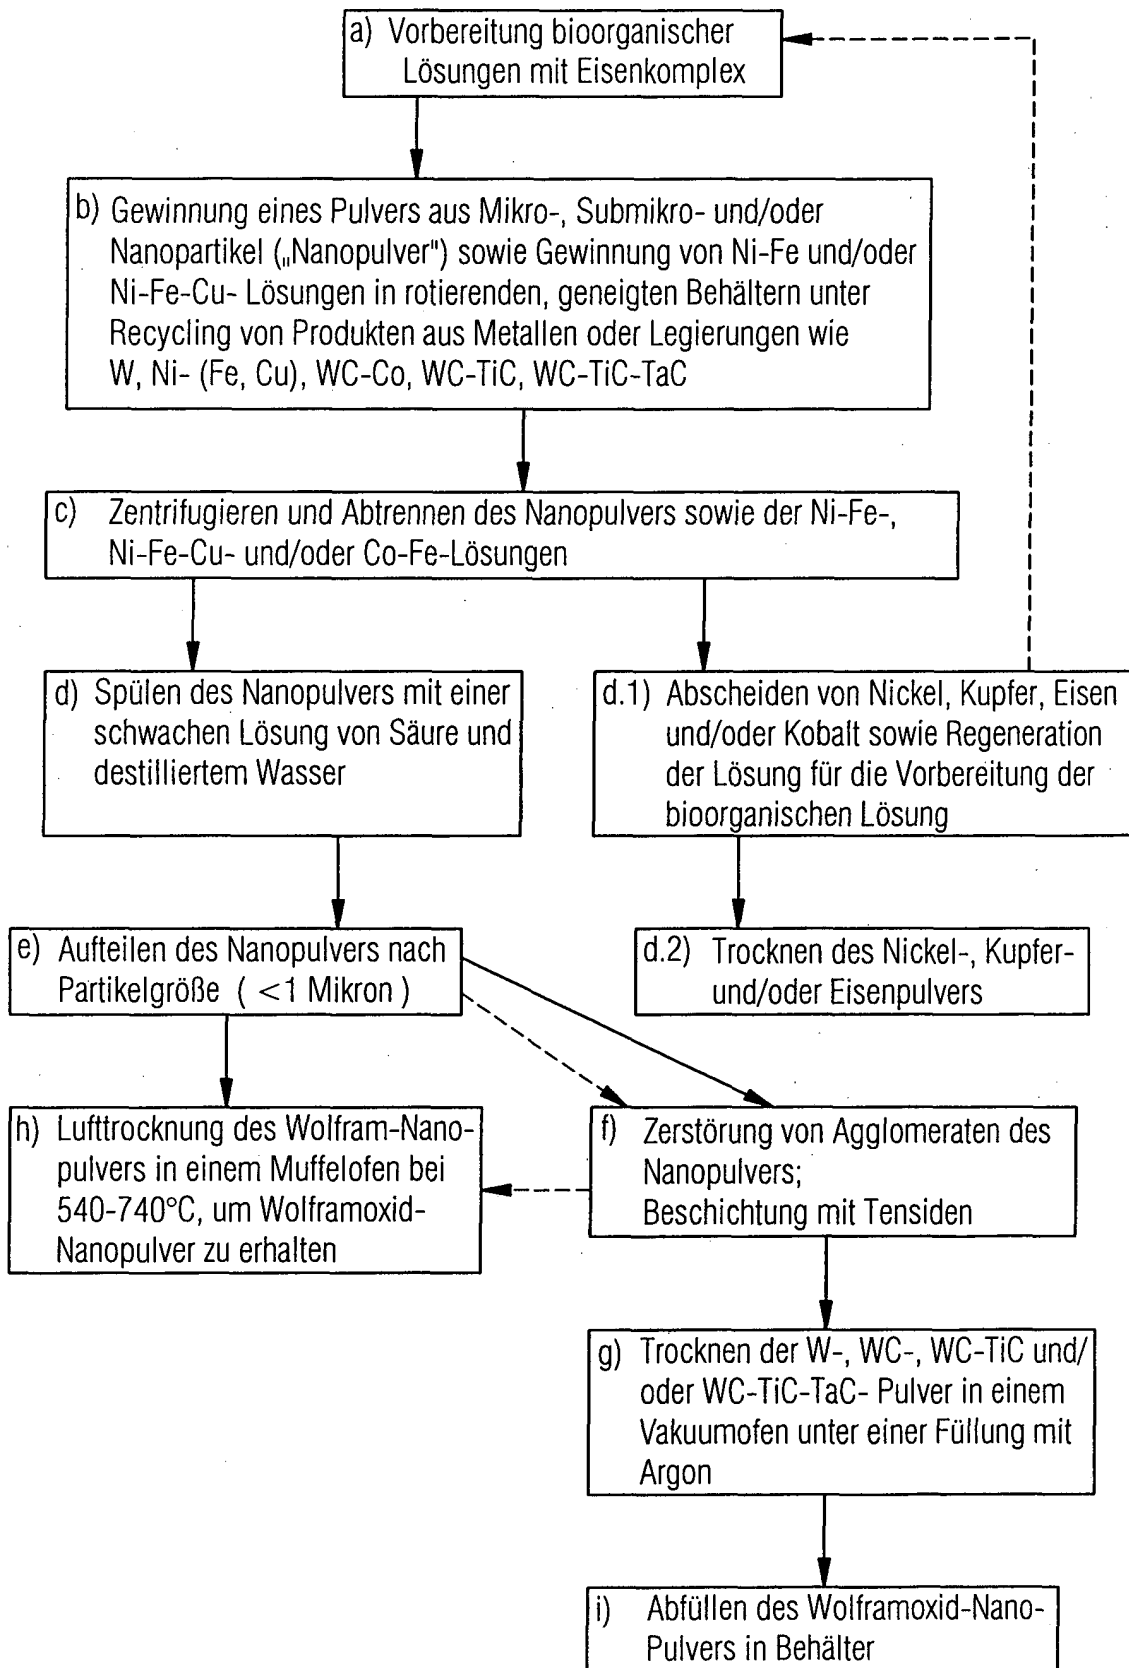 a) Vorbereitung bioorganischer
Lösungen mit Eisenkomplex
b) Gewinnung eines Pulvers aus Mikro-, Submikro- und/oder
Nanopartikel („Nanopulver") sowie Gewinnung von Ni-Fe und/oder
Ni-Fe-Cu- Lösungen in rotierenden, geneigten Behältern unter
Recycling von Produkten aus Metallen oder Legierungen wie
W, Ni- (Fe, Cu), WC-Co, WC-TiC, WC-TiC-TaC
c) Zentrifugieren und Abtrennen des Nanopulvers sowie der Ni-Fe-,
Ni-Fe-Cu- und/oder Co-Fe-Lösungen
d) Spülen des Nanopulvers mit einer
schwachen Lösung von Säure und
destilliertem Wasser
d.1) Abscheiden von Nickel, Kupfer, Eisen
und/oder Kobalt sowie Regeneration
der Lösung für die Vorbereitung der
bioorganischen Lösung
e) Aufteilen des Nanopulvers nach
Partikelgröße ( <1 Mikron )
d.2) Trocknen des Nickel-, Kupfer-
und/oder Eisenpulvers
h) Lufttrocknung des Wolfram-Nano-
pulvers in einem Muffelofen bei
540-740°C, um Wolframoxid-
Nanopulver zu erhalten
f) Zerstörung von Agglomeraten des
Nanopulvers;
Beschichtung mit Tensiden
g) Trocknen der W-, WC-, WC-TiC und/
oder WC-TiC-TaC- Pulver in einem
Vakuumofen unter einer Füllung mit
Argon
i) Abfüllen des Wolframoxid-Nano-
Pulvers in Behälter